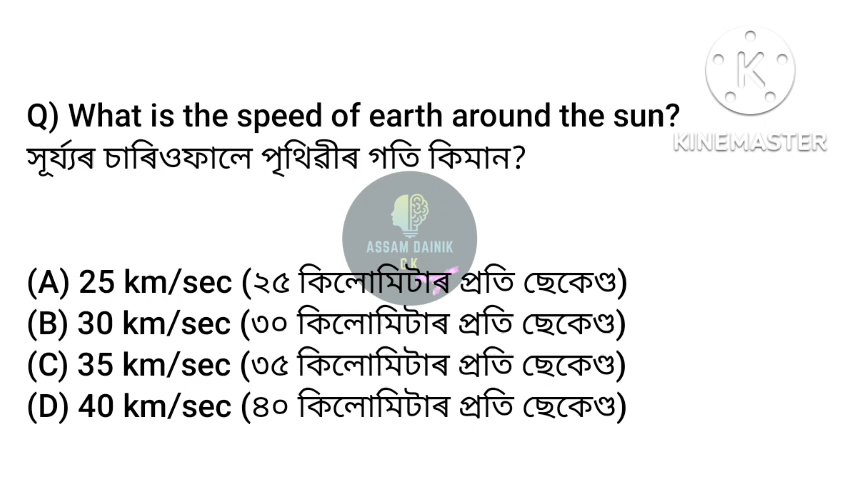 Q) What is the speed of earth around the sun?
সূৰ্য্যৰ চাৰিওফালে পৃথিৱীৰ গতি কিমান?
KINEMASTER
ASSAM DAINIK
G.K
(A) 25 km/sec (২৫ কিলোমিটাৰ প্ৰতি ছেকেণ্ড)
(B) 30 km/sec (৩০ কিলোমিটাৰ প্ৰতি ছেকেণ্ড)
(C) 35 km/sec (৩৫ কিলোমিটাৰ প্ৰতি ছেকেণ্ড)
(D) 40 km/sec (৪০ কিলোমিটাৰ প্ৰতি ছেকেণ্ড)